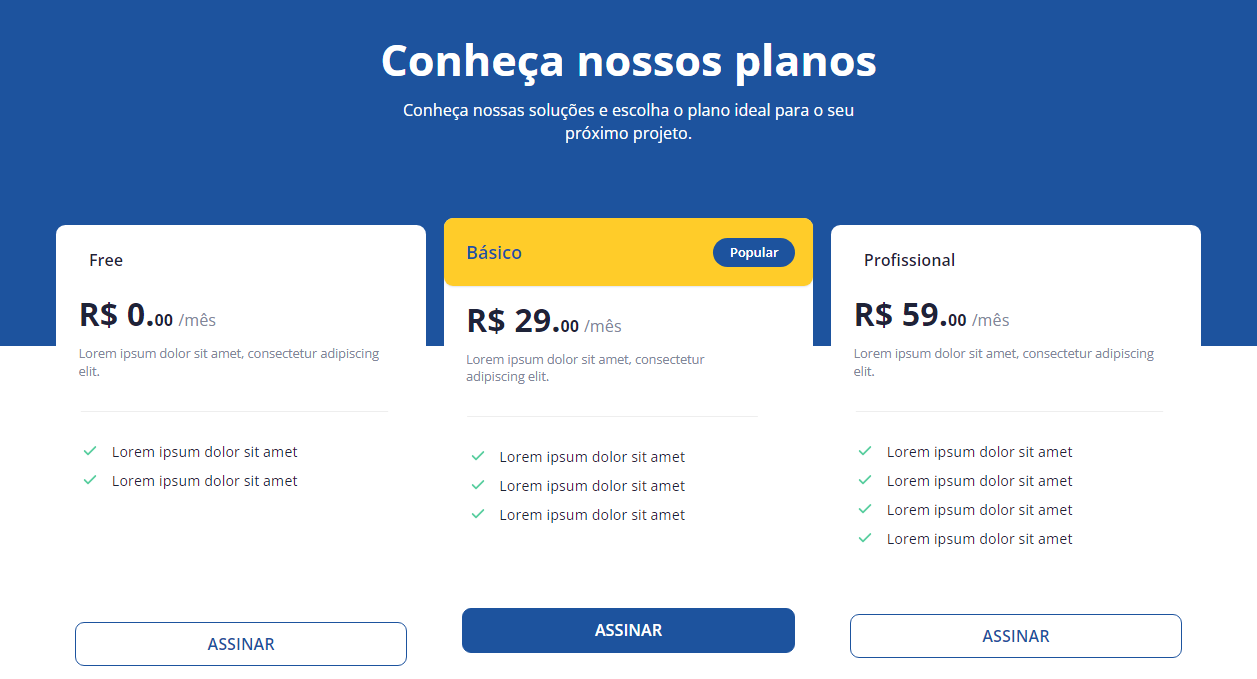 Conheça nossos planos
Conheça nossas soluções e escolha o plano ideal para o seu
próximo projeto.
Free
R$ 0.00 /mês
Lorem ipsum dolor sit amet, consectetur adipiscing
elit.
Lorem ipsum dolor sit amet
Lorem ipsum dolor sit amet
ASSINAR
Básico
Popular
R$ 29.00 /mês
Lorem ipsum dolor sit amet, consectetur
adipiscing elit.
Lorem ipsum dolor sit amet
Lorem ipsum dolor sit amet
Lorem ipsum dolor sit amet
ASSINAR
Profissional
R$ 59.00 /mês
Lorem ipsum dolor sit amet, consectetur adipiscing
elit.
Lorem ipsum dolor sit amet
Lorem ipsum dolor sit amet
Lorem ipsum dolor sit amet
Lorem ipsum dolor sit amet
ASSINAR